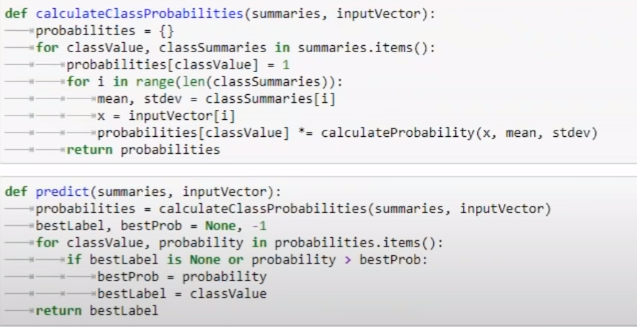 def calculateClassProbabilities(summaries, inputVector):
    probabilities = {}
    for classValue, classSummaries in summaries.items():
        probabilities[classValue] = 1
        for i in range(len(classSummaries)):
            mean, stdev = classSummaries[i]
            x = inputVector[i]
            probabilities[classValue] *= calculateProbability(x, mean, stdev)
        return probabilities
def predict(summaries, inputVector):
    probabilities = calculateClassProbabilities(summaries, inputVector)
    bestLabel, bestProb = None, -1
    for classValue, probability in probabilities.items():
        if bestLabel is None or probability > bestProb:
            bestProb = probability
            bestLabel = classValue
    return bestLabel